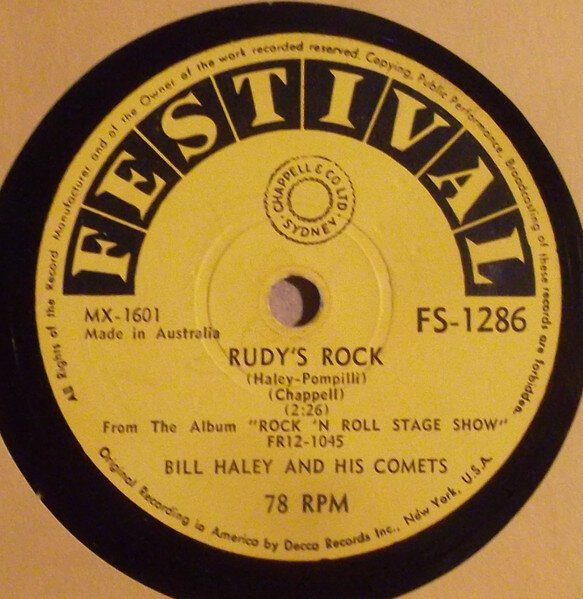 All Rights of the Record Manufacturer and of the Owner of the work recorded reserved. Copying, Public Performance, Broadcasting of these records are forbidden.
FESTIVAL
CHAPPELL & CO LTD.
SYDNEY
MX-1601
Made in Australia
FS-1286
RUDY'S ROCK
(Haley-Pompilli)
(Chappell)
(2:26)
From The Album "ROCK 'N ROLL STAGE SHOW"
FR12-1045
BILL HALEY AND HIS COMETS
78 RPM
Original Recording in America by Decca Records Inc., New York, U.S.A.